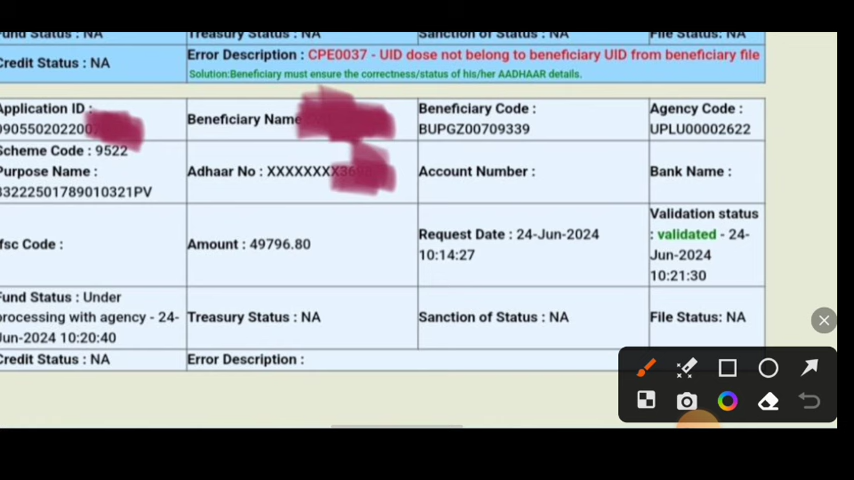 Fund Status : NA Treasury Status : NA Sanction of Status : NA File Status: NA
Credit Status : NA Error Description : CPE0037 - UID dose not belong to beneficiary UID from beneficiary file
Solution:Beneficiary must ensure the correctness/status of his/her AADHAAR details.
Application ID : Beneficiary Name Beneficiary Code : Agency Code :
BUPGZ00709339 UPLU00002622
Scheme Code : 9522
Purpose Name : Adhaar No : XXXXXXXX Account Number : Bank Name :
33222501789010321PV
Ifsc Code : Amount : 49796.80 Request Date : 24-Jun-2024 10:14:27 Validation status : validated - 24-Jun-2024 10:21:30
Fund Status : Under processing with agency - 24-Jun-2024 10:20:40 Treasury Status : NA Sanction of Status : NA File Status: NA
Credit Status : NA Error Description :